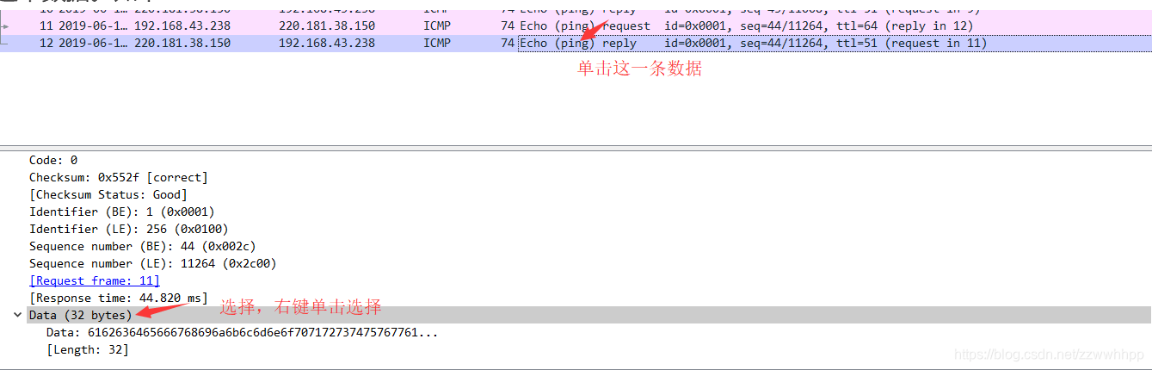 11 2019-06-1… 192.168.43.238 220.181.38.150 ICMP 74 Echo (ping) request id=0x0001, seq=44/11264, ttl=64 (reply in 12)
12 2019-06-1… 220.181.38.150 192.168.43.238 ICMP 74 Echo (ping) reply id=0x0001, seq=44/11264, ttl=51 (request in 11)
单击这一条数据
Code: 0
Checksum: 0x552f [correct]
[Checksum Status: Good]
Identifier (BE): 1 (0x0001)
Identifier (LE): 256 (0x0100)
Sequence number (BE): 44 (0x002c)
Sequence number (LE): 11264 (0x2c00)
[Request frame: 11]
[Response time: 44.820 ms]
选择，右键单击选择
Data (32 bytes)
Data: 6162636465666768696a6b6c6d6e6f707172737475767761...
[Length: 32]
https://blog.csdn.net/zzwwhhpp